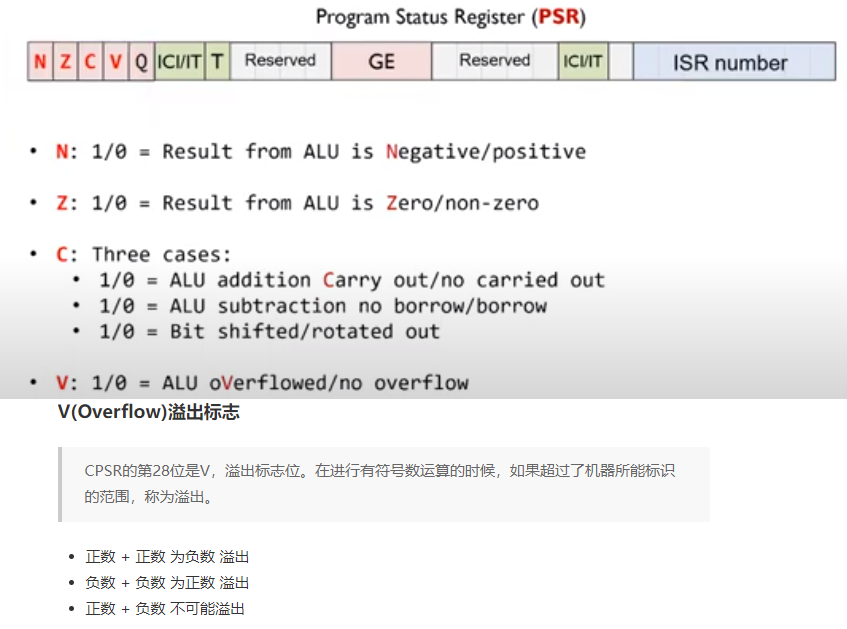 Program Status Register (PSR)
N Z C V Q ICI/IT T Reserved GE Reserved ICI/IT ISR number
• N: 1/0 = Result from ALU is Negative/positive
• Z: 1/0 = Result from ALU is Zero/non-zero
• C: Three cases:
• 1/0 = ALU addition Carry out/no carried out
• 1/0 = ALU subtraction no borrow/borrow
• 1/0 = Bit shifted/rotated out
• V: 1/0 = ALU oVerflowed/no overflow
V(Overflow)溢出标志
CPSR的第28位是V，溢出标志位。在进行有符号数运算的时候，如果超过了机器所能标识
的范围，称为溢出。
• 正数 + 正数 为负数 溢出
• 负数 + 负数 为正数 溢出
• 正数 + 负数 不可能溢出